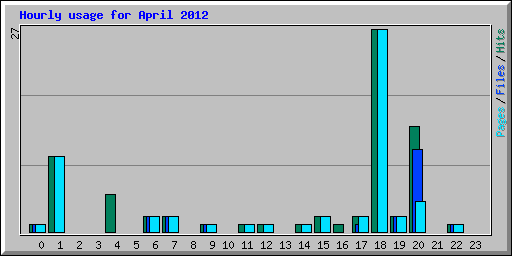 Hourly usage for April 2012
27
Pages/Files/Hits
0 1 2 3 4 5 6 7 8 9 10 11 12 13 14 15 16 17 18 19 20 21 22 23